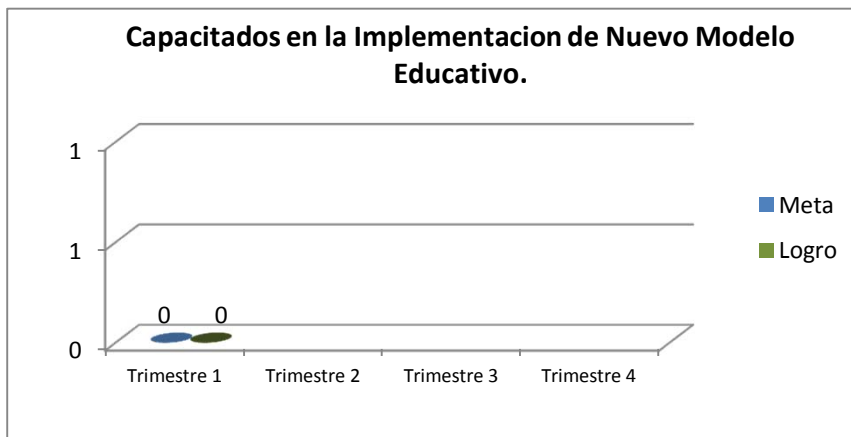 Capacitados en la Implementacion de Nuevo Modelo
Educativo.
1
1
0
0 0
Trimestre 1 Trimestre 2 Trimestre 3 Trimestre 4
Meta
Logro